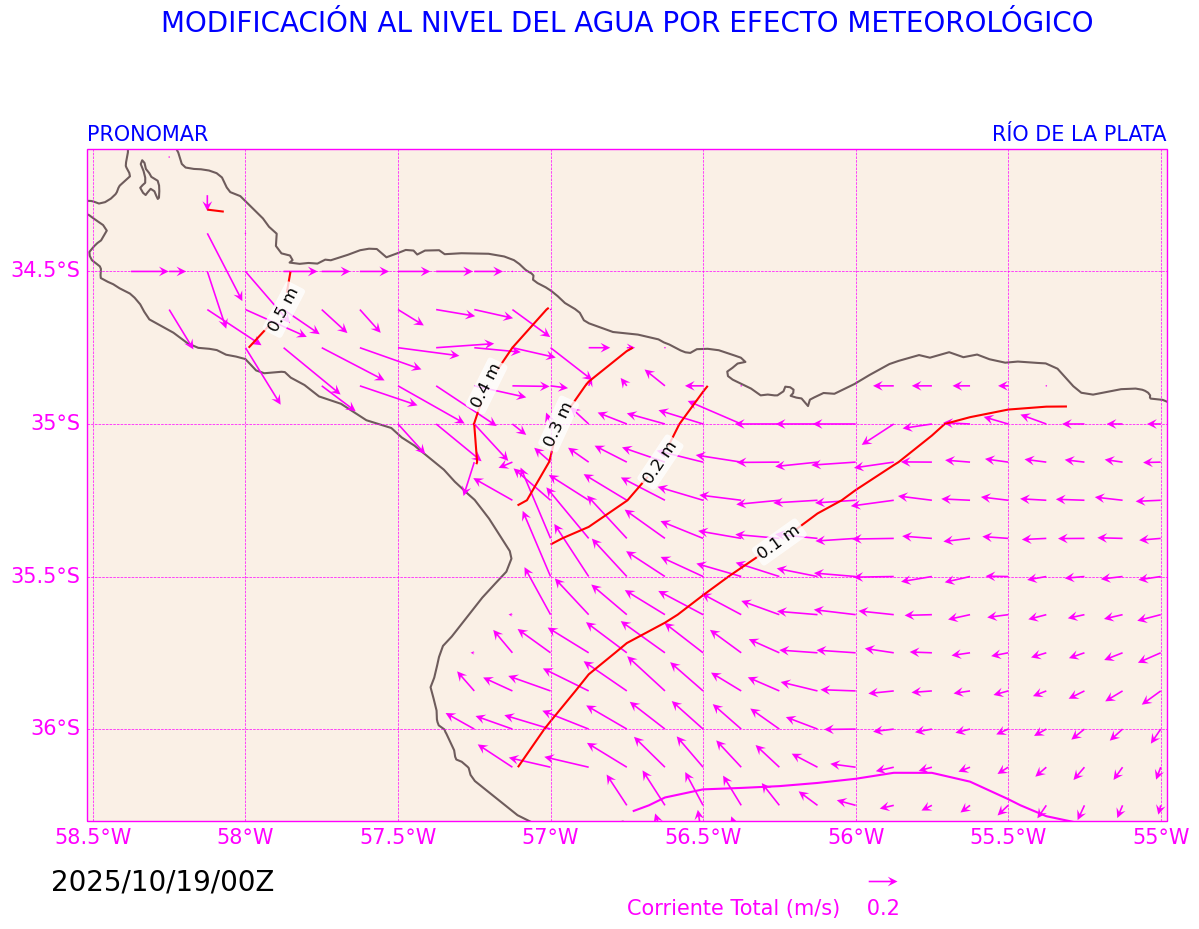 MODIFICACIÓN AL NIVEL DEL AGUA POR EFECTO METEOROLÓGICO
PRONOMAR
RÍO DE LA PLATA
34.5°S
35°S
35.5°S
36°S
0.5 m
0.4 m
0.3 m
0.2 m
0.1 m
58.5°W
58°W
57.5°W
57°W
56.5°W
56°W
55.5°W
55°W
2025/10/19/00Z
Corriente Total (m/s)
0.2